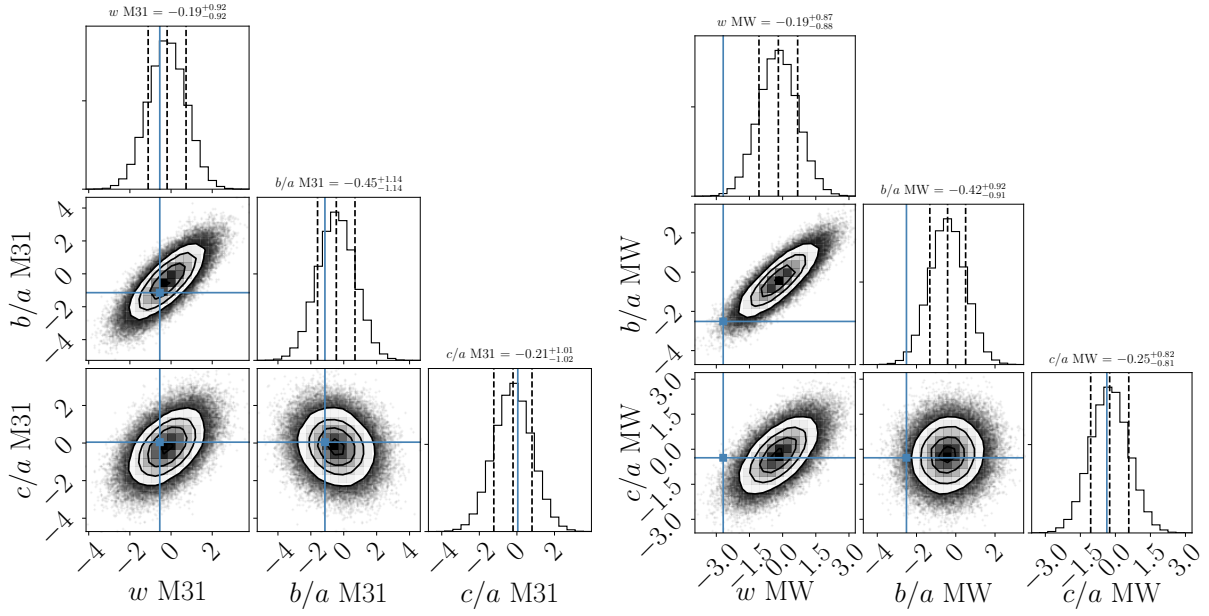 w M31 = −0.19+0.92−0.92
w MW = −0.19+0.87−0.88
b/a M31 = −0.45+1.14−1.14
b/a MW = −0.42+0.92−0.91
b/a M31
4
2
0
−2
−4
b/a MW
2
0
−2
−4
c/a M31 = −0.21+1.01−1.02
c/a MW = −0.25+0.82−0.81
c/a M31
2
0
−2
−4
c/a MW
3.0
1.5
0.0
−1.5
−3.0
−4 −2 0 2
−4 −2 0 2 4
−4 −2 0 2
−3.0 −1.5 0.0 1.5 3.0
−4 −2 0 2
−3.0 −1.5 0.0 1.5 3.0
w M31
b/a M31
c/a M31
w MW
b/a MW
c/a MW